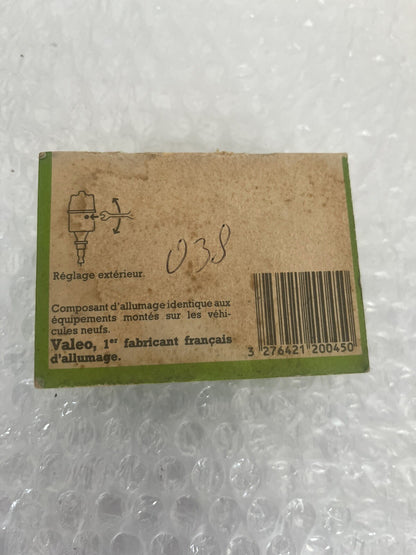 038
Réglage extérieur.
Composant d'allumage identique aux
équipements montés sur les véhi-
cules neufs.
Valeo, 1er fabricant français
d'allumage.
3 276421 200450